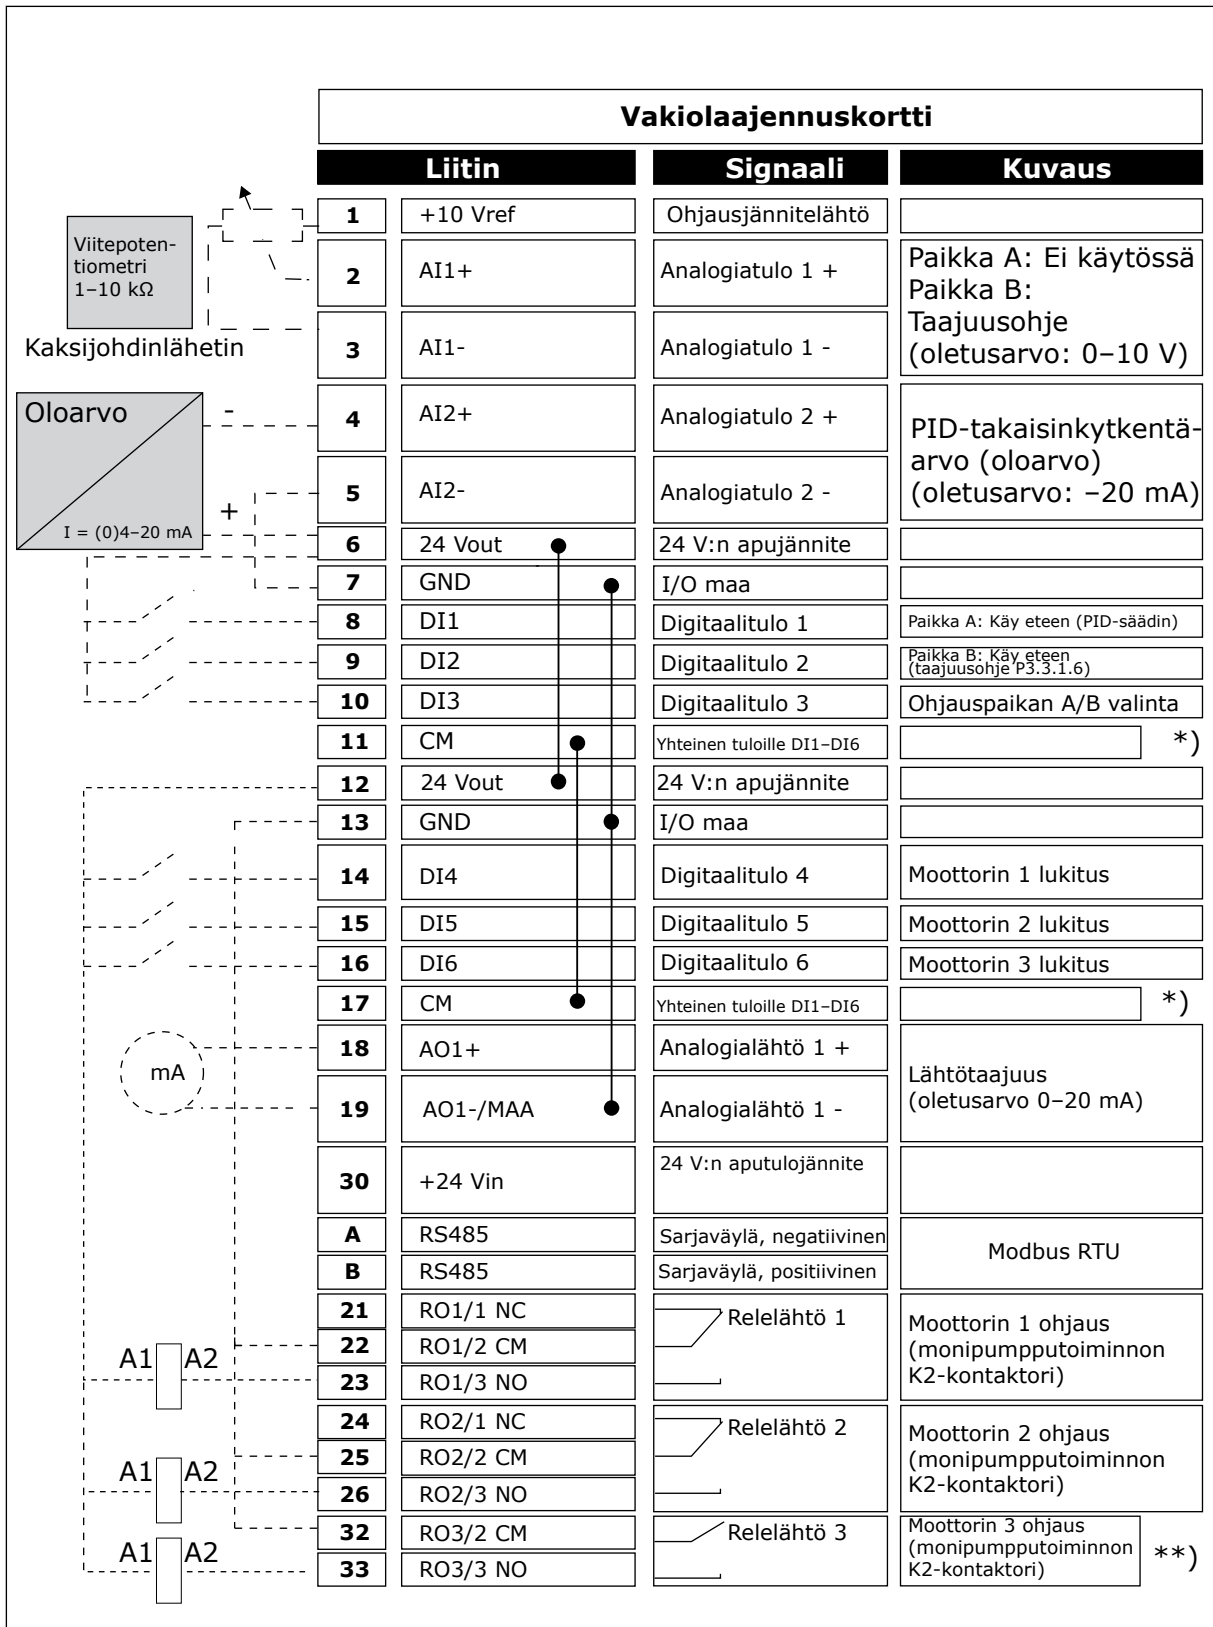 Vakiolaajennuskortti
Liitin Signaali Kuvaus
Viitepoten-
tiometri
1–10 kΩ
Kaksijohdinlähetin
Oloarvo
-
+
I = (0)4–20 mA
1 +10 Vref Ohjausjännitelähtö
2 AI1+ Analogiatulo 1 +
3 AI1- Analogiatulo 1 -
Paikka A: Ei käytössä
Paikka B:
Taajuusohje
(oletusarvo: 0–10 V)
4 AI2+ Analogiatulo 2 +
5 AI2- Analogiatulo 2 -
PID-takaisinkytkentä-
arvo (oloarvo)
(oletusarvo: –20 mA)
6 24 Vout 24 V:n apujännite
7 GND I/O maa
8 DI1 Digitaalitulo 1 Paikka A: Käy eteen (PID-säädin)
9 DI2 Digitaalitulo 2 Paikka B: Käy eteen
(taajuusohje P3.3.1.6)
10 DI3 Digitaalitulo 3 Ohjauspaikan A/B valinta
11 CM Yhteinen tuloille DI1–DI6 *)
12 24 Vout 24 V:n apujännite
13 GND I/O maa
14 DI4 Digitaalitulo 4 Moottorin 1 lukitus
15 DI5 Digitaalitulo 5 Moottorin 2 lukitus
16 DI6 Digitaalitulo 6 Moottorin 3 lukitus
17 CM Yhteinen tuloille DI1–DI6 *)
mA
18 AO1+ Analogialähtö 1 +
19 AO1-/MAA Analogialähtö 1 -
Lähtötaajuus
(oletusarvo 0–20 mA)
30 +24 Vin 24 V:n aputulojännite
A RS485 Sarjaväylä, negatiivinen
B RS485 Sarjaväylä, positiivinen
Modbus RTU
21 RO1/1 NC
22 RO1/2 CM
23 RO1/3 NO
Relelähtö 1
Moottorin 1 ohjaus
(monipumpputoiminnon
K2-kontaktori)
A1 A2
24 RO2/1 NC
25 RO2/2 CM
26 RO2/3 NO
Relelähtö 2
Moottorin 2 ohjaus
(monipumpputoiminnon
K2-kontaktori)
A1 A2
32 RO3/2 CM
33 RO3/3 NO
Relelähtö 3
Moottorin 3 ohjaus
(monipumpputoiminnon
K2-kontaktori)
**)
A1 A2